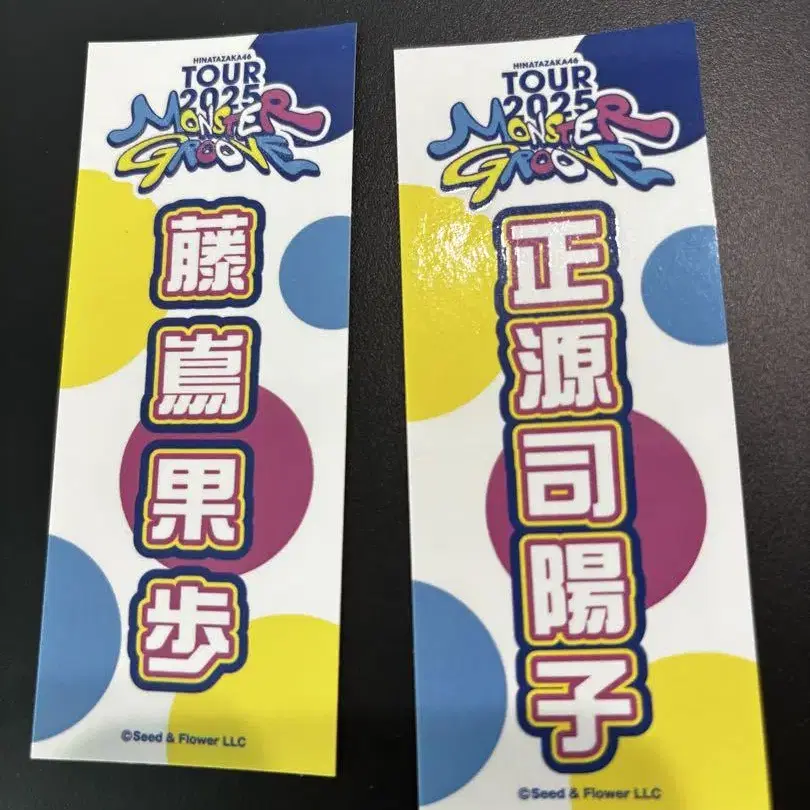 HINATAZAKA46
TOUR
2025
MONSTER
GROOVE
藤
嶌
果
歩
©Seed & Flower LLC
HINATAZAKA46
TOUR
2025
MONSTER
GROOVE
正
源
司
陽
子
©Seed & Flower LLC